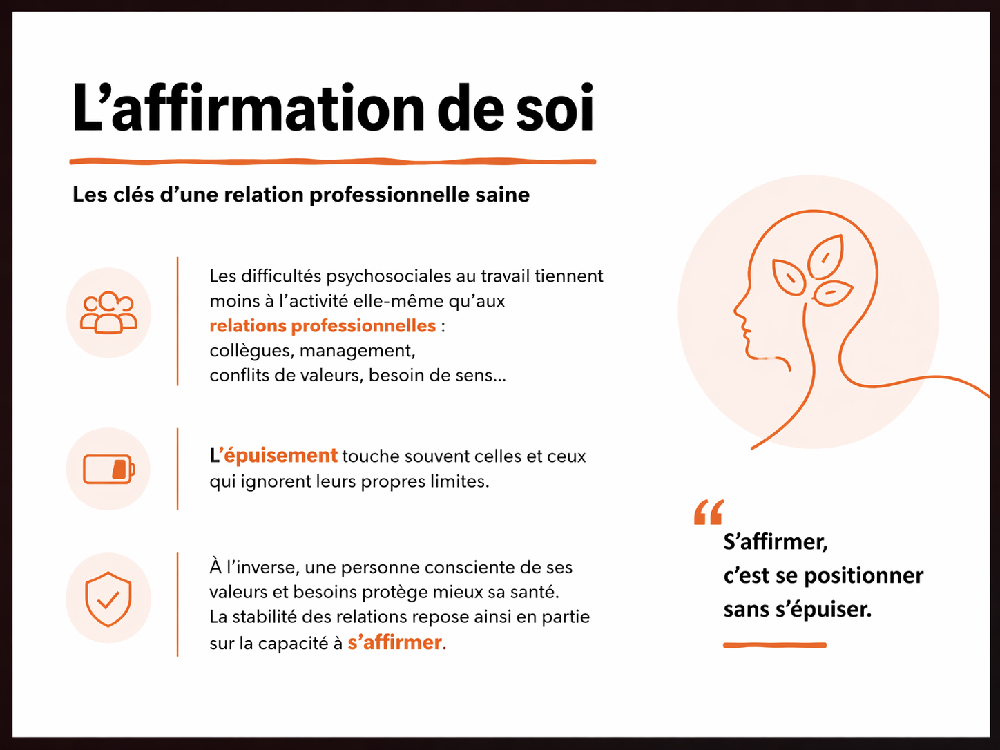 L’affirmation de soi
Les clés d’une relation professionnelle saine
Les difficultés psychosociales au travail tiennent
moins à l’activité elle-même qu’aux
relations professionnelles :
collègues, management,
conflits de valeurs, besoin de sens...
L’épuisement touche souvent celles et ceux
qui ignorent leurs propres limites.
À l’inverse, une personne consciente de ses
valeurs et besoins protège mieux sa santé.
La stabilité des relations repose ainsi en partie
sur la capacité à s’affirmer.
“
S’affirmer,
c’est se positionner
sans s’épuiser.